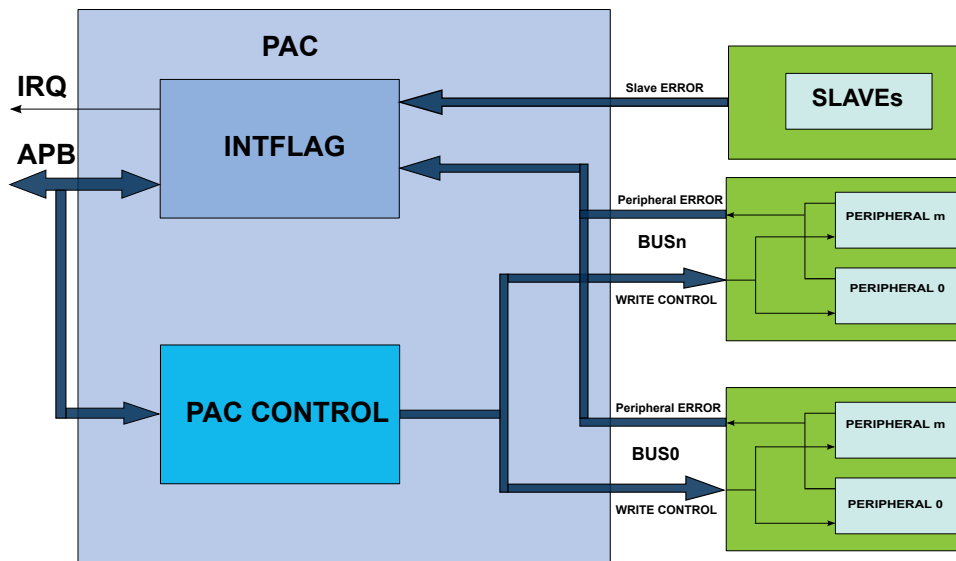 PAC
IRQ
Slave ERROR
SLAVEs
APB
INTFLAG
Peripheral ERROR
PERIPHERAL m
BUSn
PERIPHERAL 0
WRITE CONTROL
PAC CONTROL
Peripheral ERROR
PERIPHERAL m
BUS0
PERIPHERAL 0
WRITE CONTROL